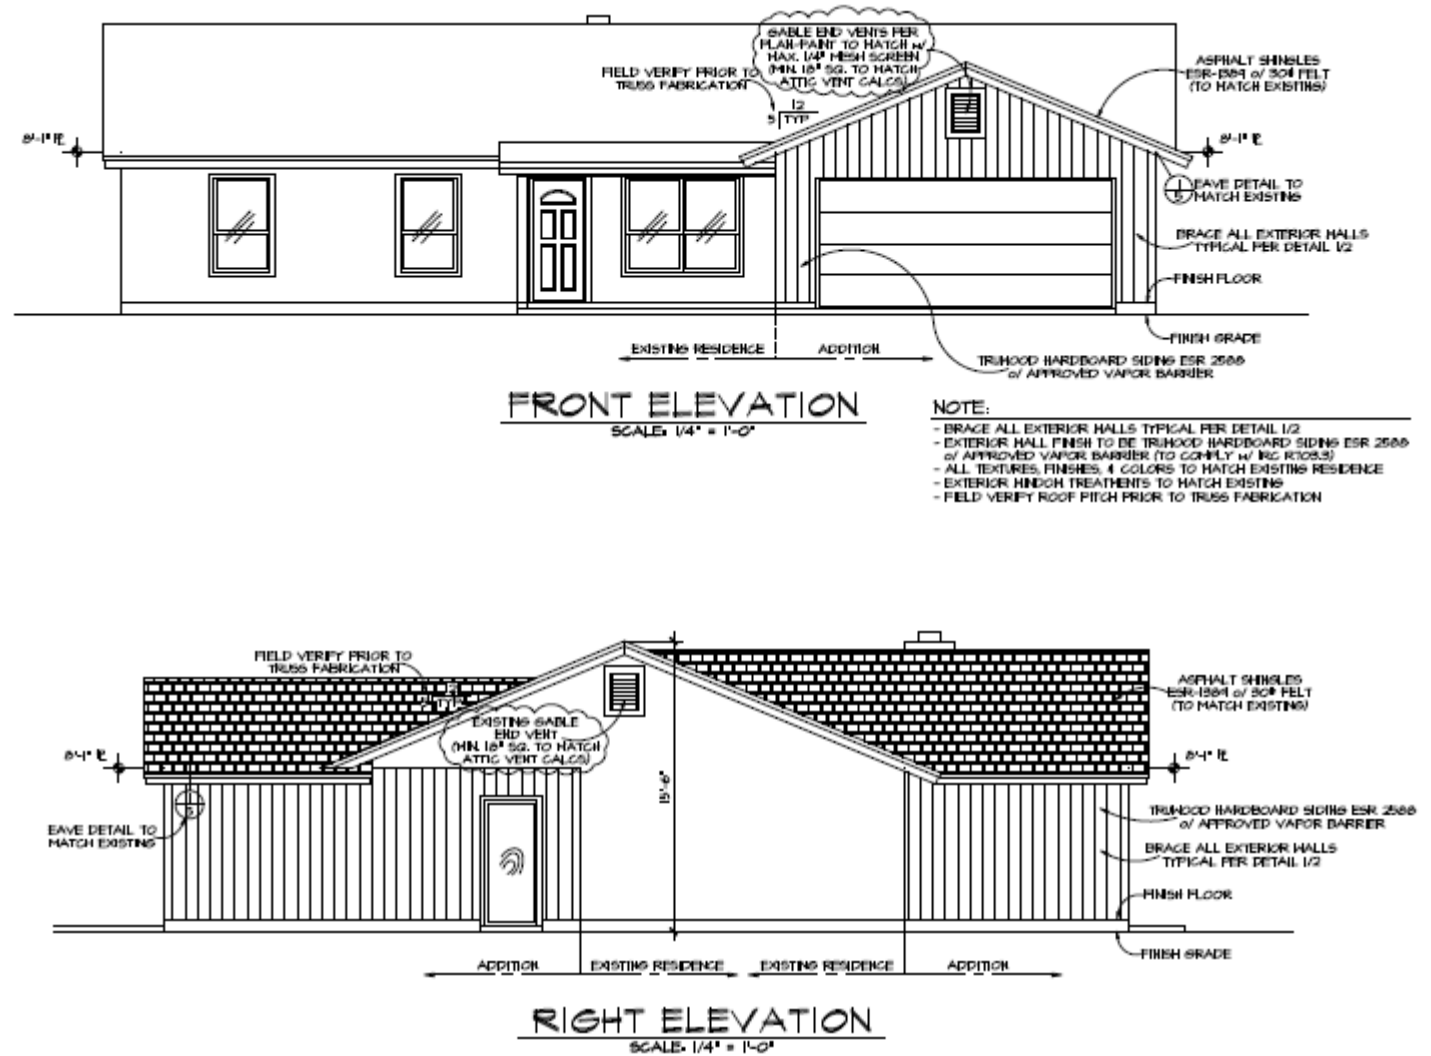 GABLE END VENTS PER
PLAN-PAINT TO MATCH W/
MAX. 1/4" MESH SCREEN
(MIN. 18" SQ. TO MATCH
ATTIC VENT CALCS)
FIELD VERIFY PRIOR TO
TRUSS FABRICATION
12
5 TYP
ASPHALT SHINGLES
ESR-1389 o/ 30# FELT
(TO MATCH EXISTING)
8'-1" PL
8'-1" PL
1
5
EAVE DETAIL TO
MATCH EXISTING
BRACE ALL EXTERIOR WALLS
TYPICAL PER DETAIL 1/2
FINISH FLOOR
FINISH GRADE
EXISTING RESIDENCE
ADDITION
TRUWOOD HARDBOARD SIDING ESR 2588
o/ APPROVED VAPOR BARRIER
FRONT ELEVATION
SCALE: 1/4" = 1'-0"
NOTE:
- BRACE ALL EXTERIOR WALLS TYPICAL PER DETAIL 1/2
- EXTERIOR WALL FINISH TO BE TRUWOOD HARDBOARD SIDING ESR 2588
o/ APPROVED VAPOR BARRIER (TO COMPLY w/ IRC R703.3)
- ALL TEXTURES, FINISHES, & COLORS TO MATCH EXISTING RESIDENCE
- EXTERIOR WINDOW TREATMENTS TO MATCH EXISTING
- FIELD VERIFY ROOF PITCH PRIOR TO TRUSS FABRICATION
FIELD VERIFY PRIOR TO
TRUSS FABRICATION
TYP
EXISTING GABLE
END VENT
(MIN. 18" SQ. TO MATCH
ATTIC VENT CALCS)
ASPHALT SHINGLES
ESR-1389 o/ 30# FELT
(TO MATCH EXISTING)
8'-1" PL
8'-1" PL
15'-6"
5
EAVE DETAIL TO
MATCH EXISTING
TRUWOOD HARDBOARD SIDING ESR 2588
o/ APPROVED VAPOR BARRIER
BRACE ALL EXTERIOR WALLS
TYPICAL PER DETAIL 1/2
FINISH FLOOR
FINISH GRADE
ADDITION
EXISTING RESIDENCE
EXISTING RESIDENCE
ADDITION
RIGHT ELEVATION
SCALE: 1/4" = 1'-0"